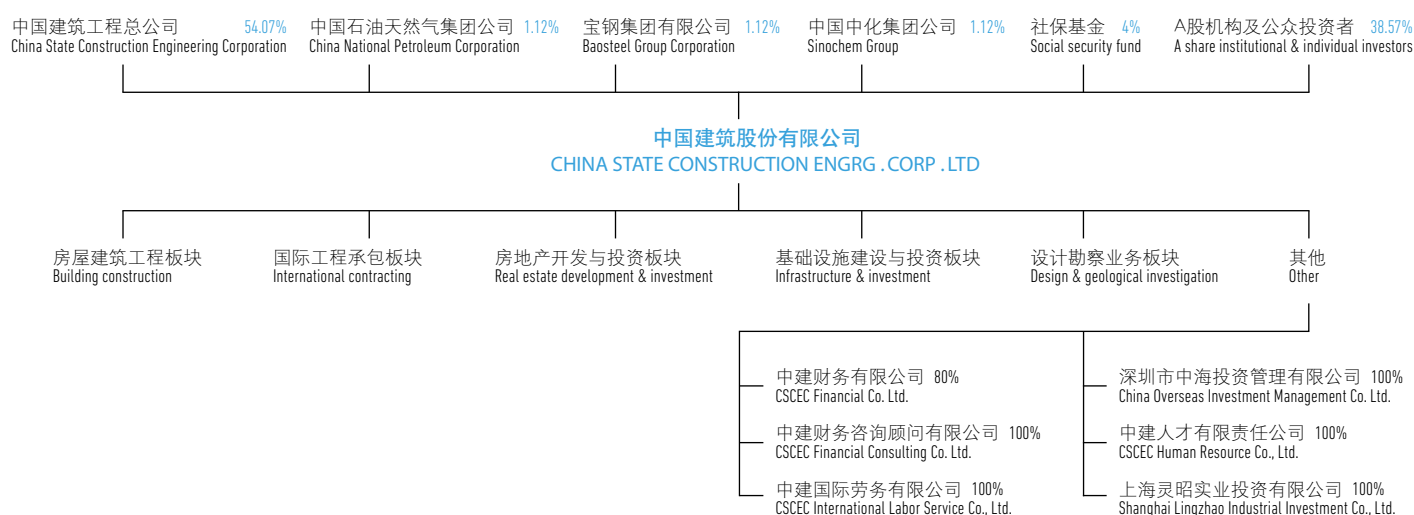 中国建筑工程总公司 54.07%
China State Construction Engineering Corporation
中国石油天然气集团公司 1.12%
China National Petroleum Corporation
宝钢集团有限公司 1.12%
Baosteel Group Corporation
中国中化集团公司 1.12%
Sinochem Group
社保基金 4%
Social security fund
A股机构及公众投资者 38.57%
A share institutional & individual investors
中国建筑股份有限公司
CHINA STATE CONSTRUCTION ENGRG . CORP . LTD
房屋建筑工程板块
Building construction
国际工程承包板块
International contracting
房地产开发与投资板块
Real estate development & investment
基础设施建设与投资板块
Infrastructure & investment
设计勘察业务板块
Design & geological investigation
其他
Other
中建财务有限公司 80%
CSCEC Financial Co. Ltd.
中建财务咨询顾问有限公司 100%
CSCEC Financial Consulting Co. Ltd.
中建国际劳务有限公司 100%
CSCEC International Labor Service Co., Ltd.
深圳市中海投资管理有限公司 100%
China Overseas Investment Management Co. Ltd.
中建人才有限责任公司 100%
CSCEC Human Resource Co., Ltd.
上海灵昭实业投资有限公司 100%
Shanghai Lingzhao Industrial Investment Co., Ltd.